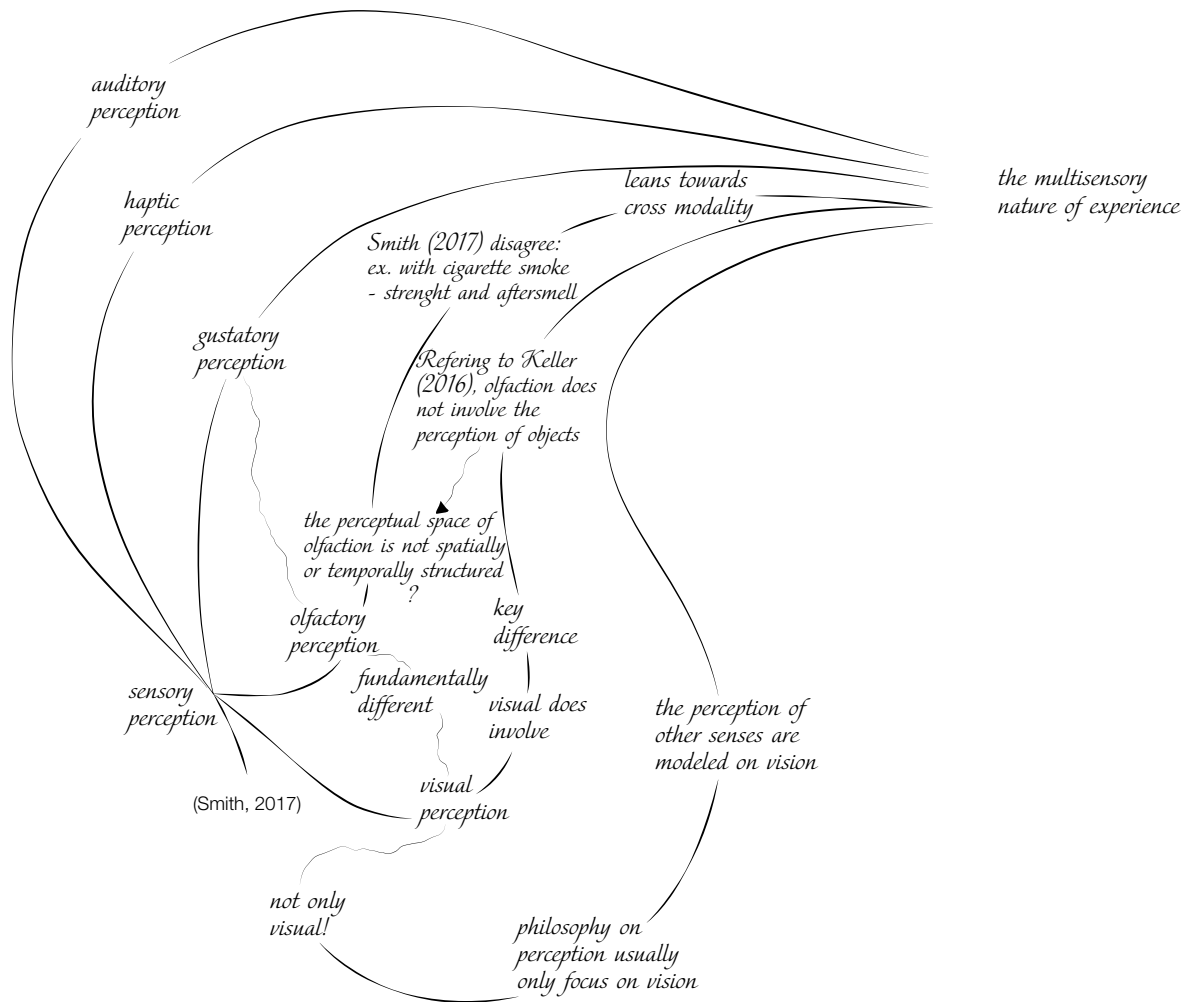 auditory
perception
haptic
perception
leans towards
cross modality
the multisensory
nature of experience
Smith (2017) disagree:
ex. with cigarette smoke
- strenght and aftersmell
gustatory
perception
Refering to Keller
(2016), olfaction does
not involve the
perception of objects
the perceptual space of
olfaction is not spatially
or temporally structured
?
olfactory
perception
key
difference
fundamentally
different
sensory
perception
visual does
involve
the perception of
other senses are
modeled on vision
visual
perception
(Smith, 2017)
not only
visual!
philosophy on
perception usually
only focus on vision